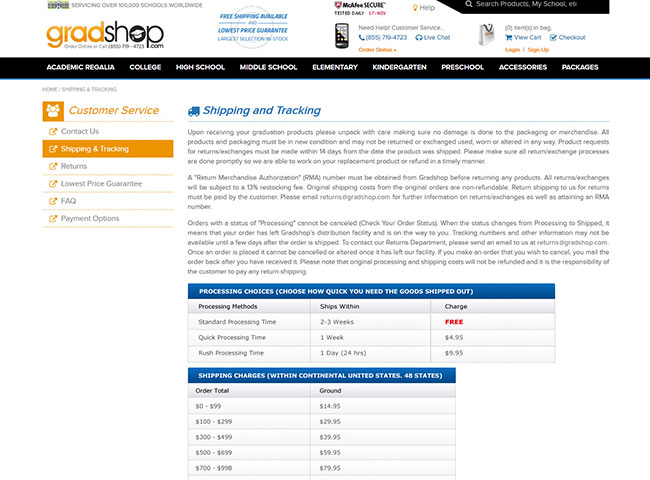 SERVICING OVER 100,000 SCHOOLS WORLDWIDE
gradshop.com
Order Online or Call (855) 719 - 4723
FREE SHIPPING AVAILABLE
AND
LOWEST PRICE GUARANTEE
LARGEST SELECTION IN-STOCK
McAfee SECURE™
TESTED DAILY 17-NOV
Help
Search Products, My School, etc
Need Help? Customer Service...
(855) 719-4723 Live Chat
Order Status »
(0) item(s) in bag.
View Cart Checkout
Login | Sign Up
ACADEMIC REGALIA COLLEGE HIGH SCHOOL MIDDLE SCHOOL ELEMENTARY KINDERGARTEN PRESCHOOL ACCESSORIES PACKAGES
HOME / SHIPPING & TRACKING
Customer Service
Contact Us
Shipping & Tracking
Returns
Lowest Price Guarantee
FAQ
Payment Options
Shipping and Tracking
Upon receiving your graduation products please unpack with care making sure no damage is done to the packaging or merchandise. All
products and packaging must be in new condition and may not be returned or exchanged used, worn or altered in any way. Product requests
for returns/exchanges must be made within 14 days from the date the product was shipped. Please make sure all return/exchange processes
are done promptly so we are able to work on your replacement product or refund in a timely manner.
A "Return Merchandise Authorization" (RMA) number must be obtained from Gradshop before returning any products. All returns/exchanges
will be subject to a 13% restocking fee. Original shipping costs from the original orders are non-refundable. Return shipping to us for returns
must be paid by the customer. Please email returns@gradshop.com for further information on returns/exchanges as well as attaining an RMA
number.
Orders with a status of "Processing" cannot be canceled (Check Your Order Status). When the status changes from Processing to Shipped, it
means that your order has left Gradshop's distribution facility and is on the way to you. Tracking numbers and other information may not be
available until a few days after the order is shipped. To contact our Returns Department, please send an email to us at returns@gradshop.com.
Once an order is placed it cannot be cancelled or altered once it has left our facility. If you make an order that you wish to cancel, you mail the
order back after you have received it. Please note that original processing and shipping costs will not be refunded and it is the responsibility of
the customer to pay any return shipping.
PROCESSING CHOICES (CHOOSE HOW QUICK YOU NEED THE GOODS SHIPPED OUT)
Processing Methods Ships Within Charge
Standard Processing Time 2-3 Weeks FREE
Quick Processing Time 1 Week $4.95
Rush Processing Time 1 Day (24 hrs) $9.95
SHIPPING CHARGES (WITHIN CONTINENTAL UNITED STATES. 48 STATES)
Order Total Ground
$0 - $99 $14.95
$100 - $299 $29.95
$300 - $499 $39.95
$500 - $699 $59.95
$700 - $998 $79.95